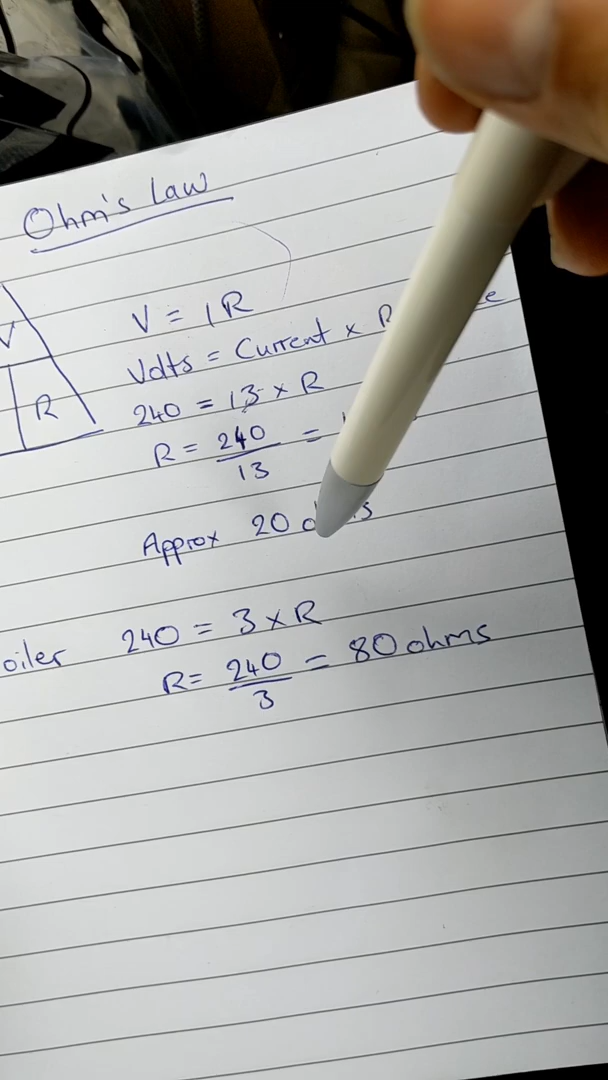 Ohm's Law
V = IR
V
Volts = Current x
R
240 = 13 x R
R = 240/13 =
Approx 20
oiler 240 = 3 x R
R = 240/3 = 80 ohms